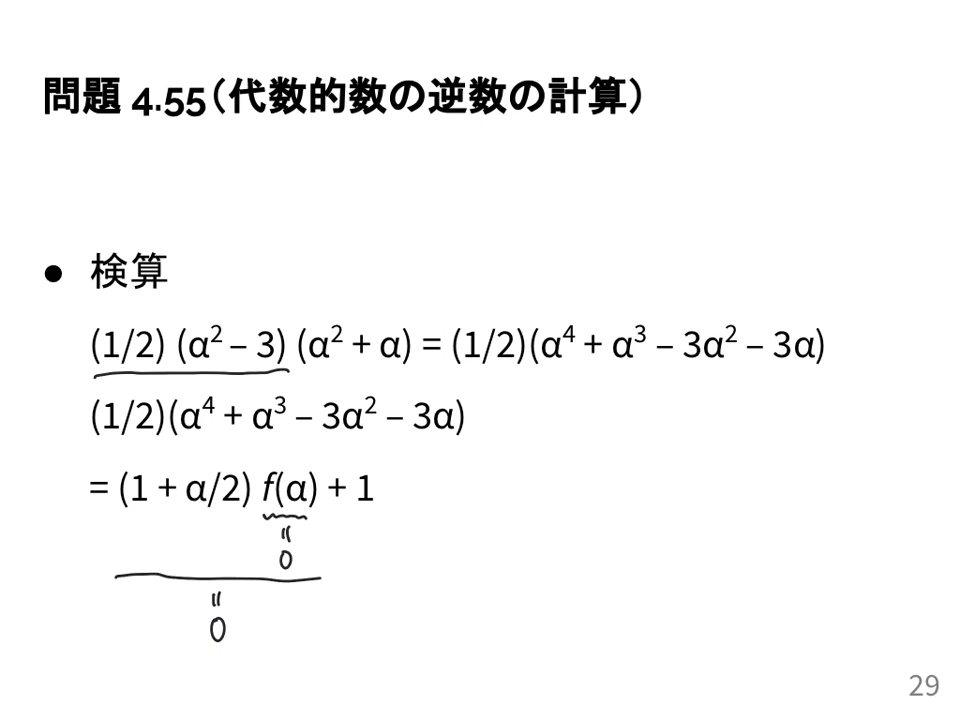 問題 4.55（代数的数の逆数の計算）
● 検算
(1/2) (α² – 3) (α² + α) = (1/2)(α⁴ + α³ – 3α² – 3α)
(1/2)(α⁴ + α³ – 3α² – 3α)
= (1 + α/2) f(α) + 1
〃
0
〃
0
29